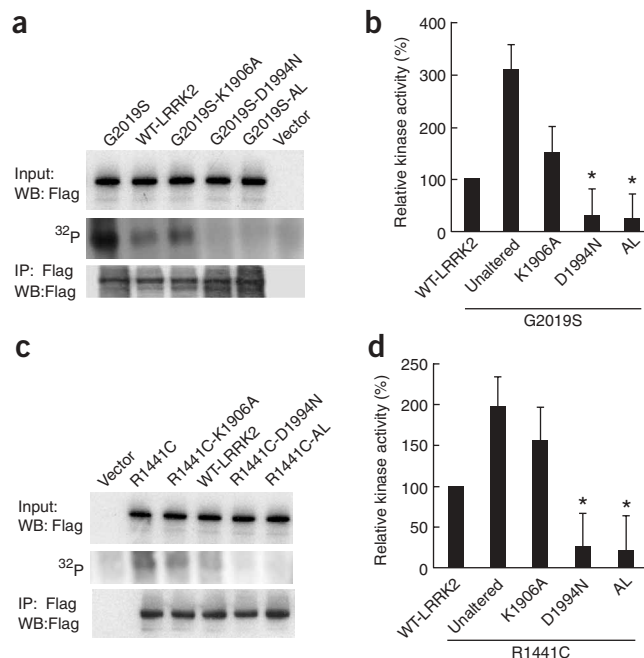 a
G2019S
WT-LRRK2
G2019S-K1906A
G2019S-D1994N
G2019S-AL
Vector
Input:
WB: Flag
32P
IP: Flag
WB:Flag
b
Relative kinase activity (%)
400
300
200
100
0
*
*
WT-LRRK2
Unaltered
K1906A
D1994N
AL
G2019S
c
Vector
R1441C
R1441C-K1906A
WT-LRRK2
R1441C-D1994N
R1441C-AL
Input:
WB: Flag
32P
IP: Flag
WB:Flag
d
Relative kinase activity (%)
250
200
150
100
50
0
*
*
WT-LRRK2
Unaltered
K1906A
D1994N
AL
R1441C